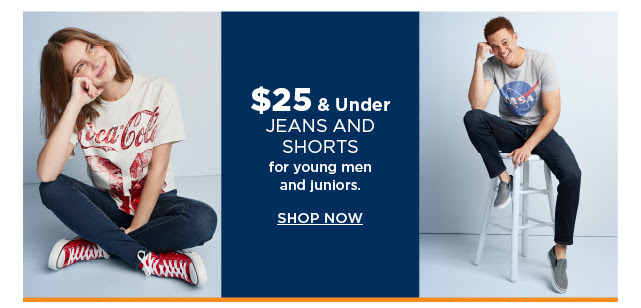 Coca-Cola
$25 & Under
JEANS AND
SHORTS
for young men
and juniors.
SHOP NOW
NASA